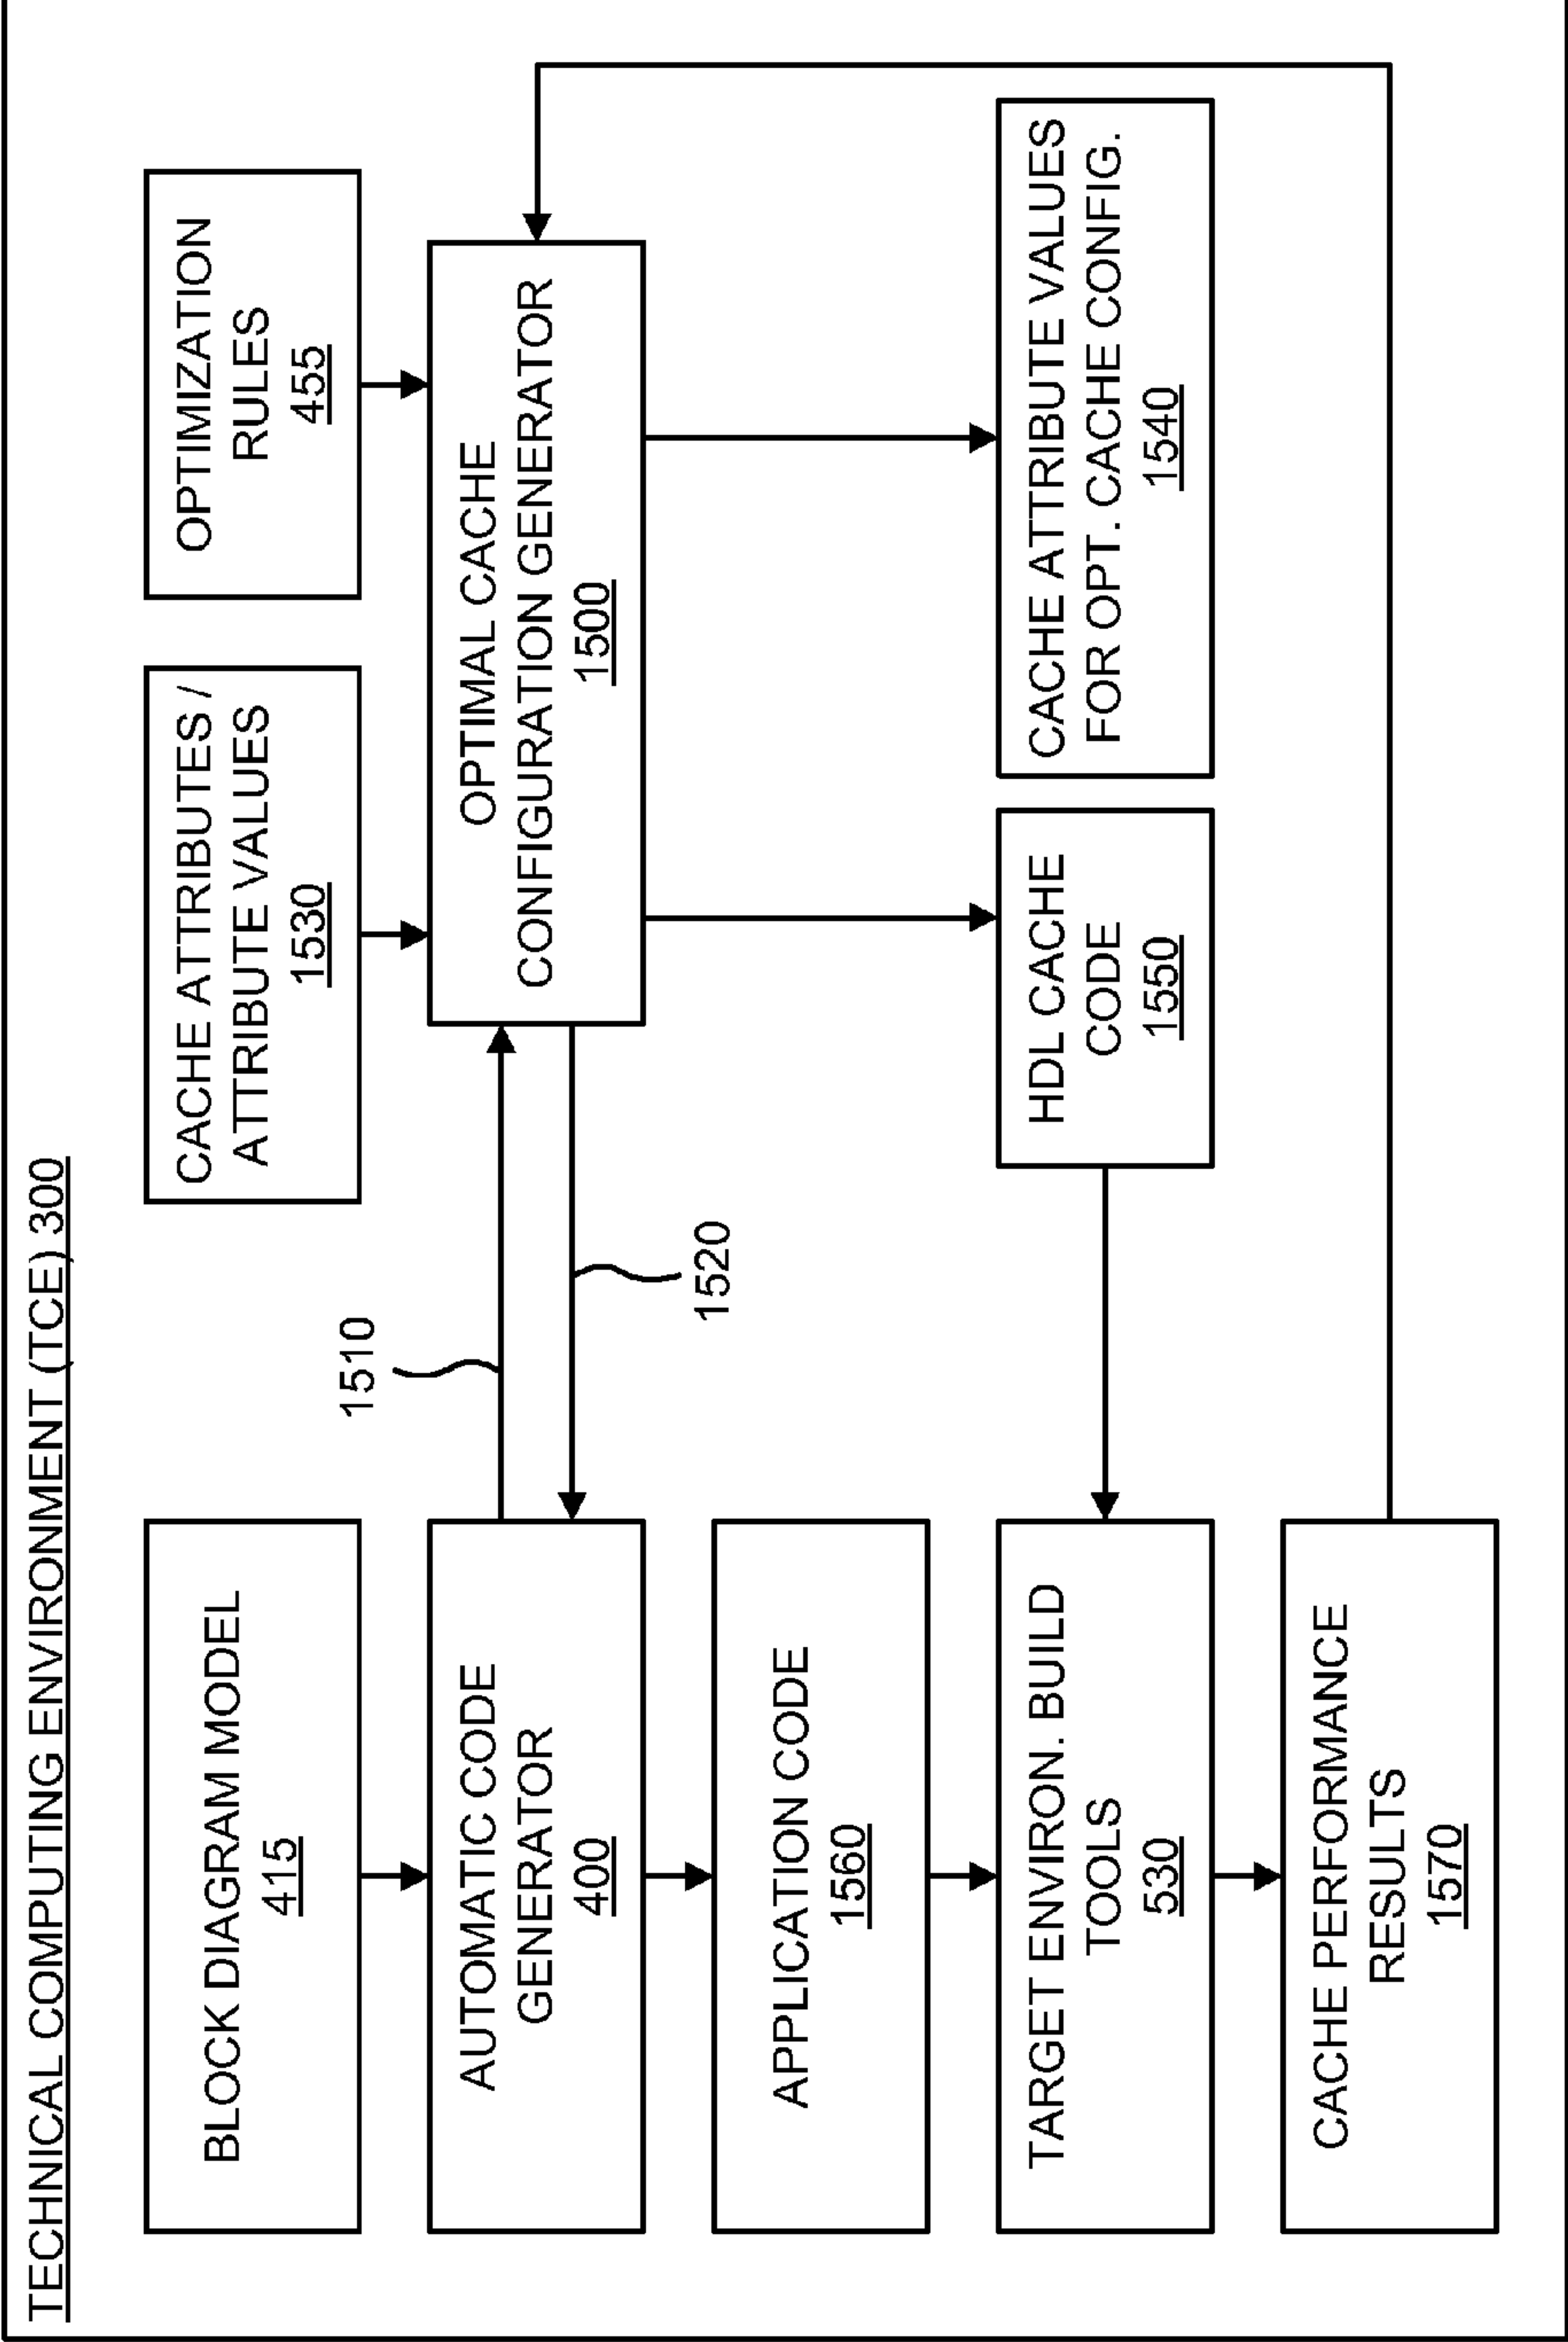 TECHNICAL COMPUTING ENVIRONMENT (TCE) 300
BLOCK DIAGRAM MODEL
415
CACHE ATTRIBUTES /
ATTRIBUTE VALUES
1530
OPTIMIZATION
RULES
455
1510
AUTOMATIC CODE
GENERATOR
400
OPTIMAL CACHE
CONFIGURATION GENERATOR
1500
1520
APPLICATION CODE
1560
TARGET ENVIRON. BUILD
TOOLS
530
HDL CACHE
CODE
1550
CACHE ATTRIBUTE VALUES
FOR OPT. CACHE CONFIG.
1540
CACHE PERFORMANCE
RESULTS
1570